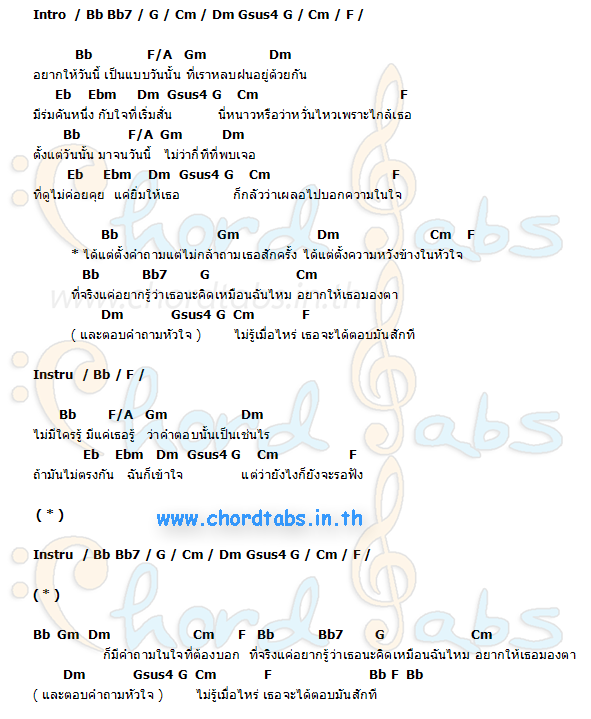 Intro / Bb Bb7 / G / Cm / Dm Gsus4 G / Cm / F /
Bb F/A Gm Dm
อยากให้วันนี้ เป็นแบบวันนั้น ที่เราหลบฝนอยู่ด้วยกัน
Eb Ebm Dm Gsus4 G Cm F
มีร่มคันหนึ่ง กับใจที่เริ่มสั่น นี่หนาวหรือว่าหวั่นไหวเพราะใกล้เธอ
Bb F/A Gm Dm
ตั้งแต่วันนั้น มาจนวันนี้ ไม่ว่ากี่ทีที่พบเจอ
Eb Ebm Dm Gsus4 G Cm F
ที่ดูไม่ค่อยคุย แค่ยิ้มให้เธอ ก็กลัวว่าเผลอไปบอกความในใจ
Bb Gm Dm Cm F
* ได้แต่ตั้งคำถามแต่ไม่กล้าถามเธอสักครั้ง ได้แต่ตั้งความหวังข้างในหัวใจ
Bb Bb7 G Cm
ที่จริงแค่อยากรู้ว่าเธอนะคิดเหมือนฉันไหม อยากให้เธอมองตา
www.chordtabs.in.th
Dm Gsus4 G Cm F
( และตอบคำถามหัวใจ ) ไม่รู้เมื่อไหร่ เธอจะได้ตอบมันสักที
Instru / Bb / F /
Bb F/A Gm Dm
ไม่มีใครรู้ มีแค่เธอรู้ ว่าคำตอบนั้นเป็นเช่นไร
Eb Ebm Dm Gsus4 G Cm F
ถ้ามันไม่ตรงกัน ฉันก็เข้าใจ แต่ว่ายังไงก็ยังจะรอฟัง
( * )
www.chordtabs.in.th
Instru / Bb Bb7 / G / Cm / Dm Gsus4 G / Cm / F /
( * )
Bb Gm Dm Cm F Bb Bb7 G Cm
ก็มีคำถามในใจที่ต้องบอก ที่จริงแค่อยากรู้ว่าเธอนะคิดเหมือนฉันไหม อยากให้เธอมองตา
Dm Gsus4 G Cm F Bb F Bb
( และตอบคำถามหัวใจ ) ไม่รู้เมื่อไหร่ เธอจะได้ตอบมันสักที